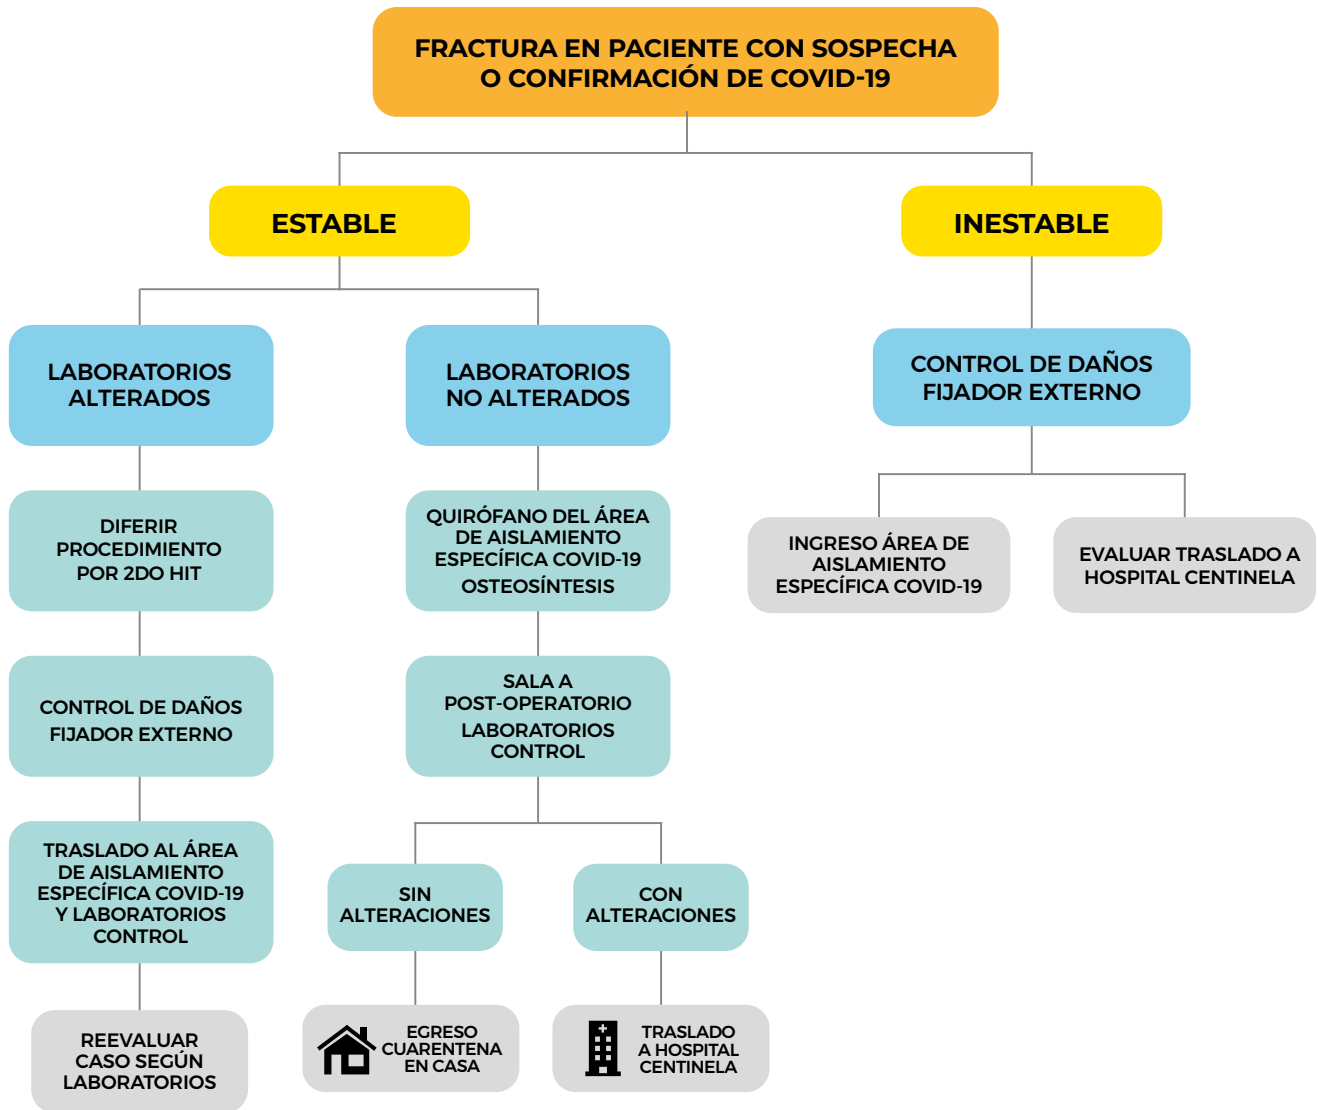 FRACTURA EN PACIENTE CON SOSPECHA
O CONFIRMACIÓN DE COVID-19
ESTABLE
INESTABLE
LABORATORIOS
ALTERADOS
LABORATORIOS
NO ALTERADOS
CONTROL DE DAÑOS
FIJADOR EXTERNO
DIFERIR
PROCEDIMIENTO
POR 2DO HIT
QUIRÓFANO DEL ÁREA
DE AISLAMIENTO
ESPECÍFICA COVID-19
OSTEOSÍNTESIS
INGRESO ÁREA DE
AISLAMIENTO
ESPECÍFICA COVID-19
EVALUAR TRASLADO A
HOSPITAL CENTINELA
CONTROL DE DAÑOS
FIJADOR EXTERNO
SALA A
POST-OPERATORIO
LABORATORIOS
CONTROL
TRASLADO AL ÁREA
DE AISLAMIENTO
ESPECÍFICA COVID-19
Y LABORATORIOS
CONTROL
SIN
ALTERACIONES
CON
ALTERACIONES
REEVALUAR
CASO SEGÚN
LABORATORIOS
EGRESO
CUARENTENA
EN CASA
TRASLADO
A HOSPITAL
CENTINELA